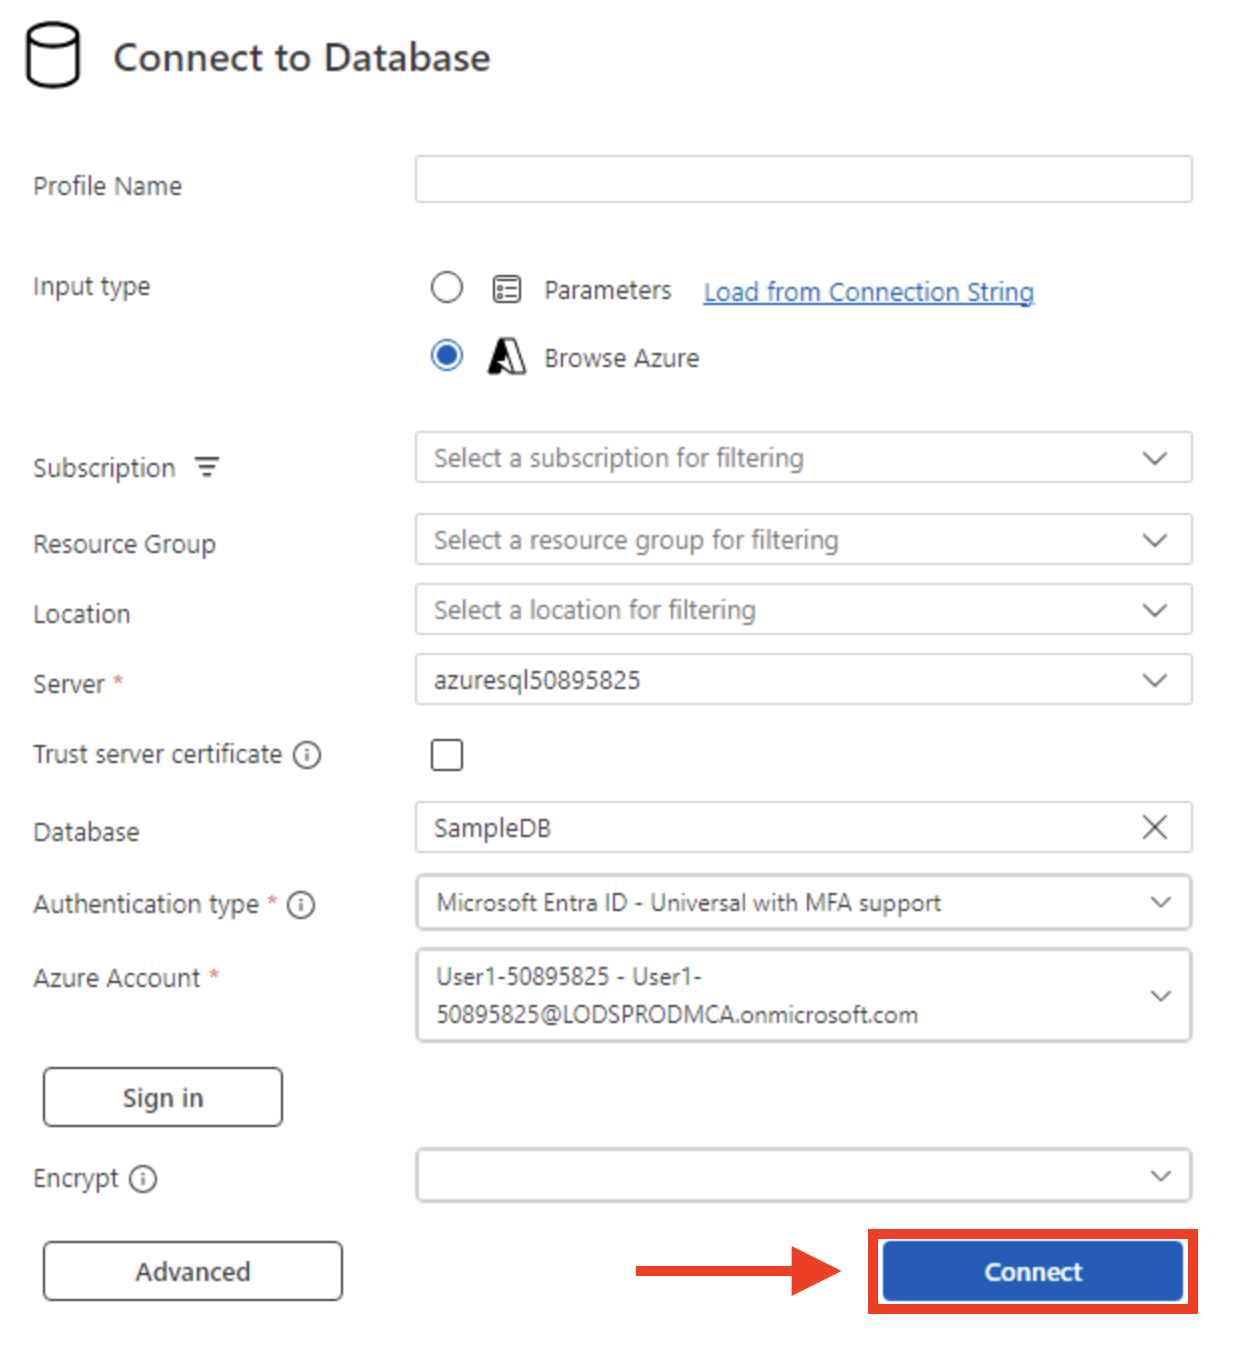 Connect to Database
Profile Name
Input type
Parameters Load from Connection String
Browse Azure
Subscription Select a subscription for filtering
Resource Group Select a resource group for filtering
Location Select a location for filtering
Server * azuresql50895825
Trust server certificate
Database SampleDB
Authentication type * Microsoft Entra ID - Universal with MFA support
Azure Account * User1-50895825 - User1-
50895825@LODSPRODMCA.onmicrosoft.com
Sign in
Encrypt
Advanced Connect